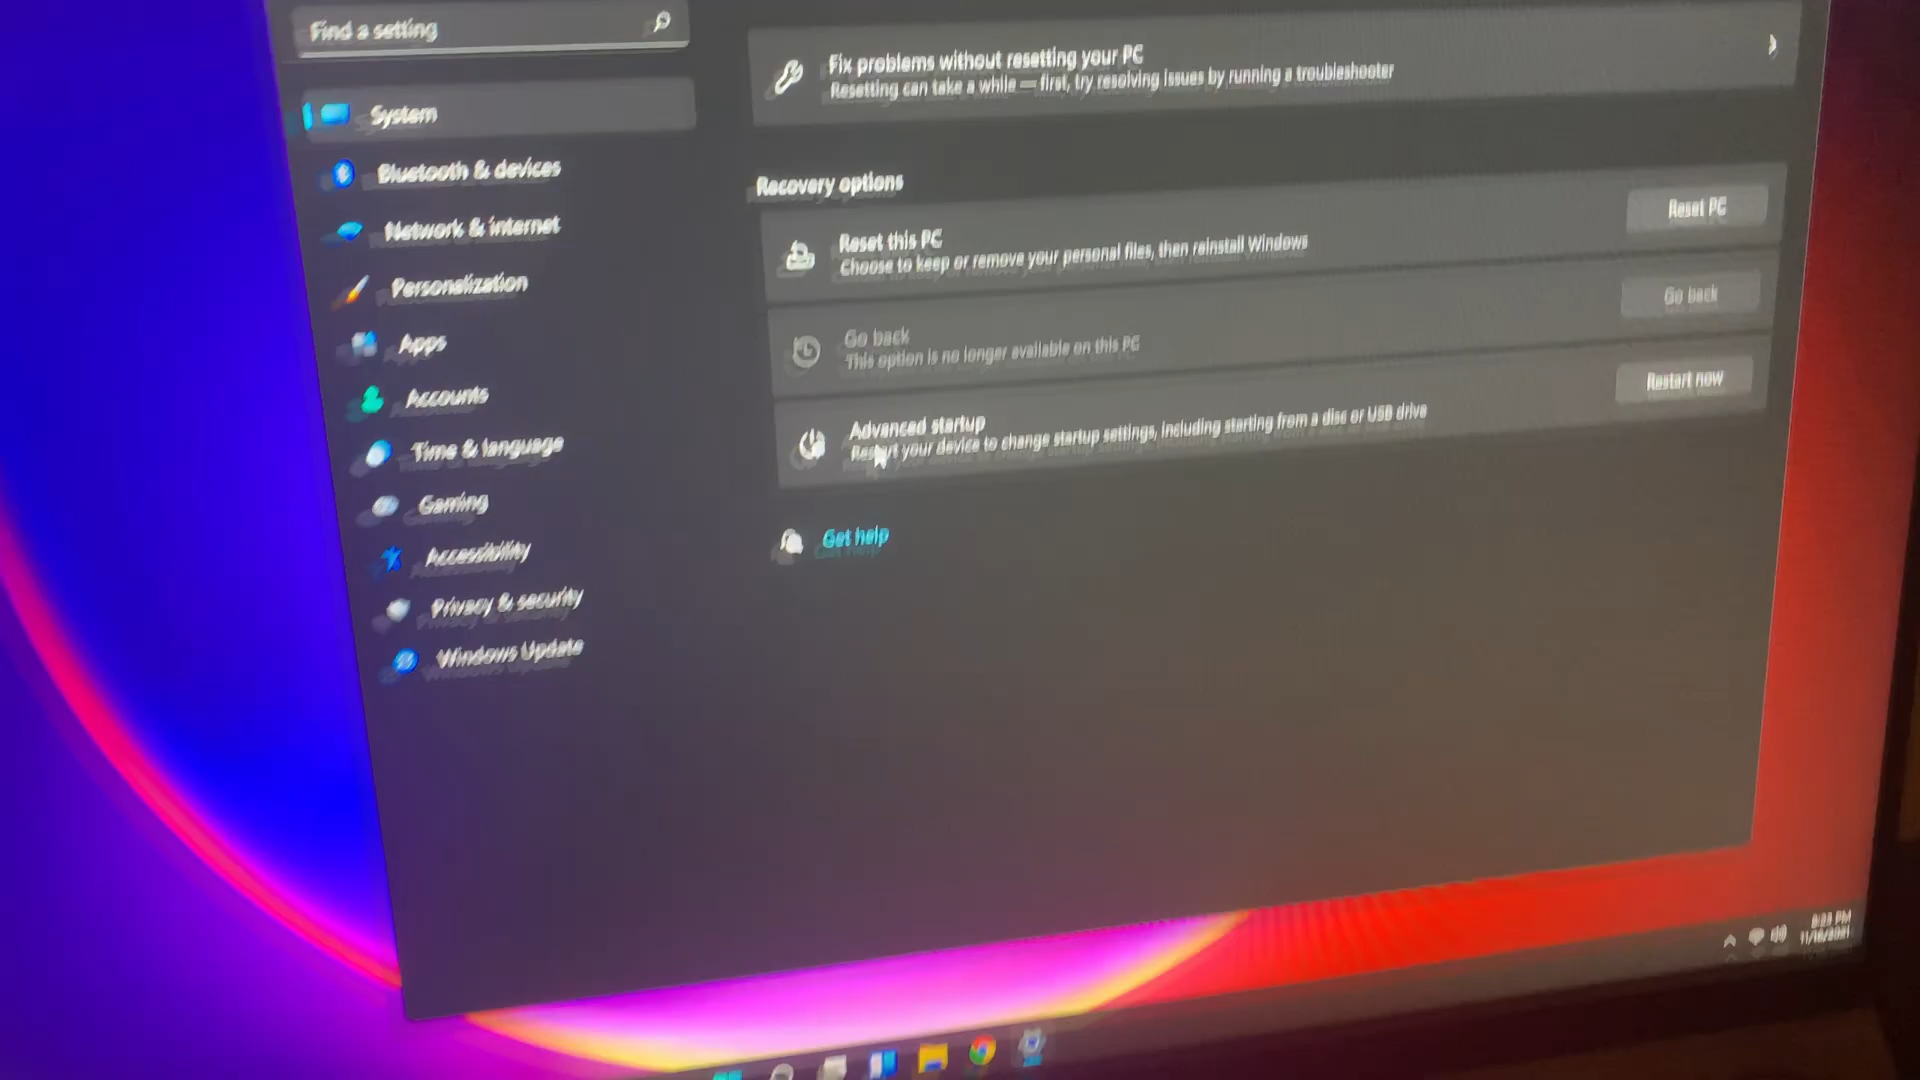 Find a setting
System
Bluetooth & devices
Network & internet
Personalization
Apps
Accounts
Time & language
Gaming
Accessibility
Privacy & security
Windows Update
Fix problems without resetting your PC
Resetting can take a while — first, try resolving issues by running a troubleshooter
Recovery options
Reset this PC
Choose to keep or remove your personal files, then reinstall Windows
Reset PC
Go back
This option is no longer available on this PC
Go back
Advanced startup
Restart your device to change startup settings, including starting from a disc or USB drive
Restart now
Get help